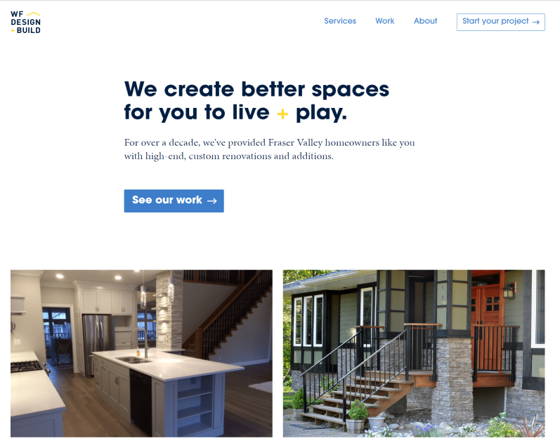 WF
DESIGN
+ BUILD
Services
Work
About
Start your project →
We create better spaces
for you to live + play.
For over a decade, we've provided Fraser Valley homeowners like you
with high-end, custom renovations and additions.
See our work →